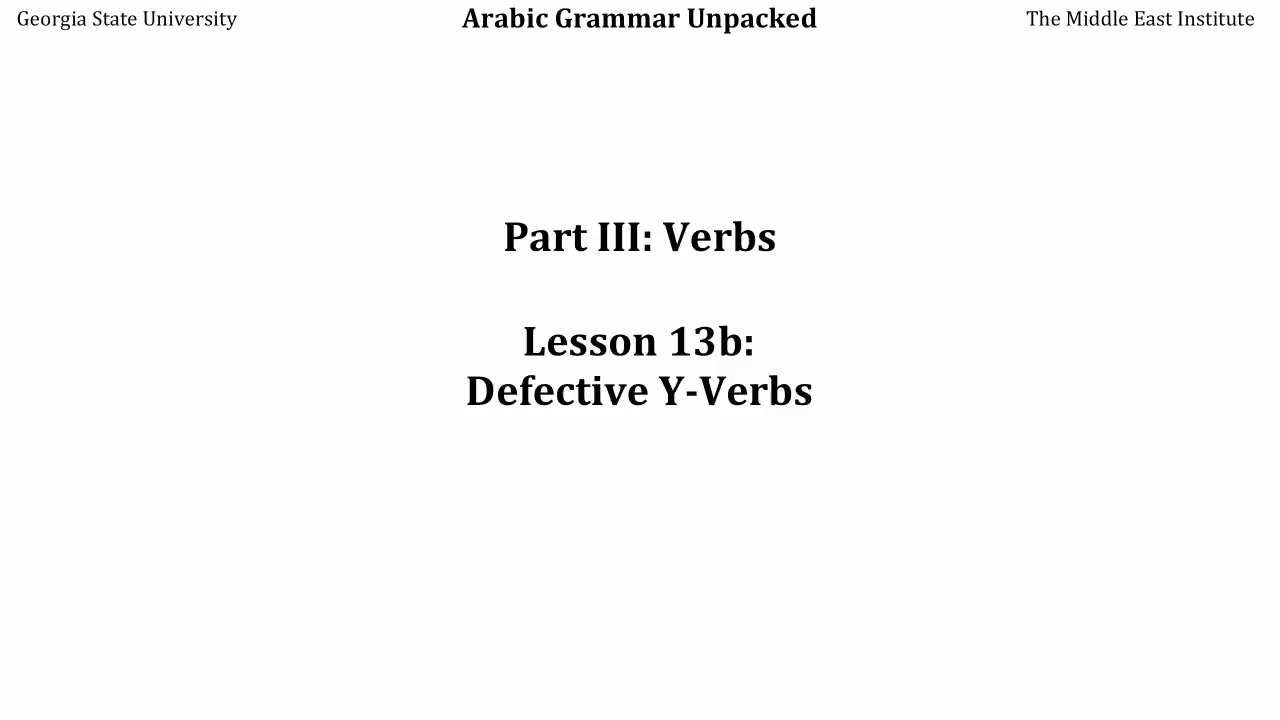 Georgia State University
Arabic Grammar Unpacked
The Middle East Institute
Part III: Verbs
Lesson 13b:
Defective Y-Verbs